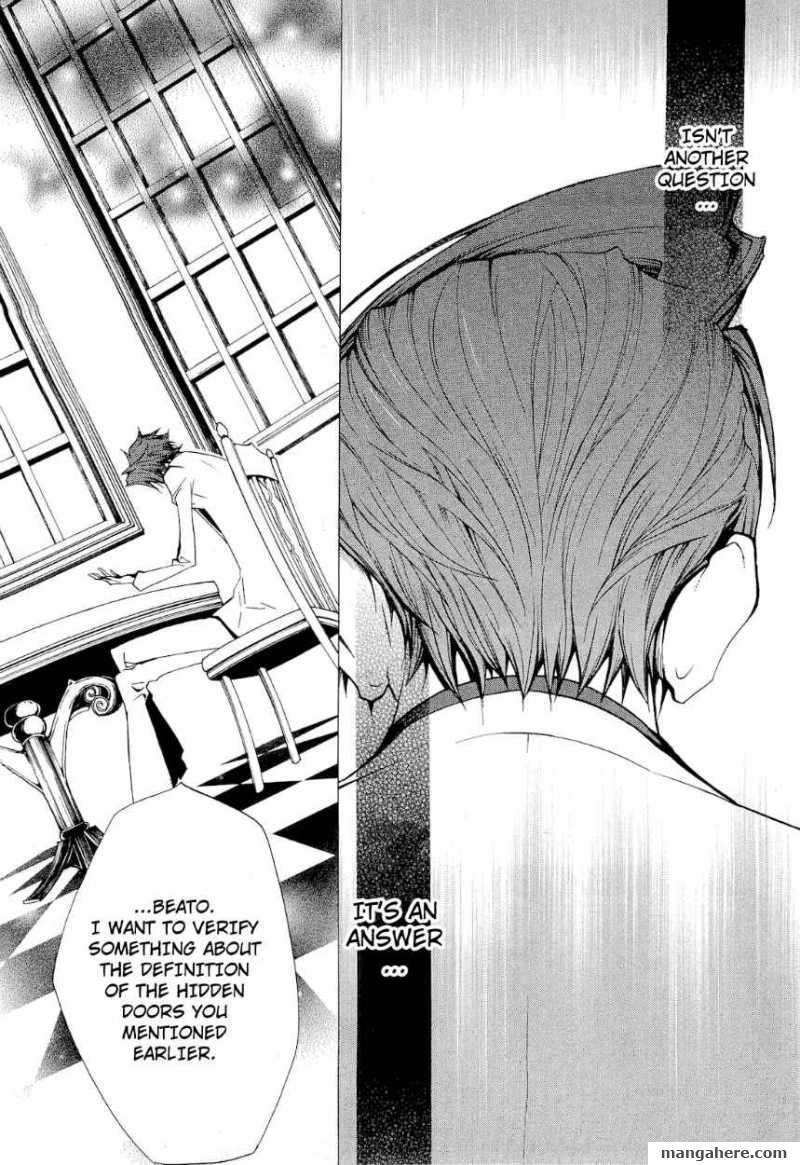 ISN'T
ANOTHER
QUESTION
...
IT'S AN
ANSWER
...
...BEATO.
I WANT TO VERIFY
SOMETHING ABOUT
THE DEFINITION
OF THE HIDDEN
DOORS YOU
MENTIONED
EARLIER.
mangahere.com